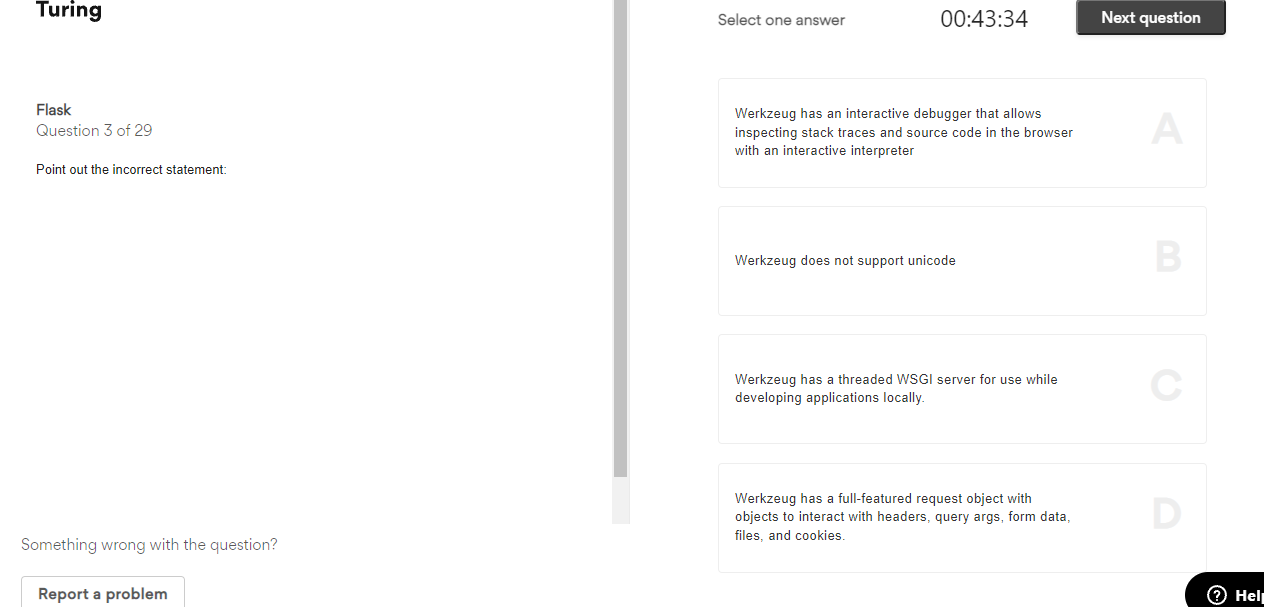 Turing
Select one answer
00:43:34
Next question
Flask
Question 3 of 29
Point out the incorrect statement:
Werkzeug has an interactive debugger that allows
inspecting stack traces and source code in the browser
with an interactive interpreter
A
Werkzeug does not support unicode
B
Werkzeug has a threaded WSGI server for use while
developing applications locally.
C
Werkzeug has a full-featured request object with
objects to interact with headers, query args, form data,
files, and cookies.
D
Something wrong with the question?
Report a problem
? Help